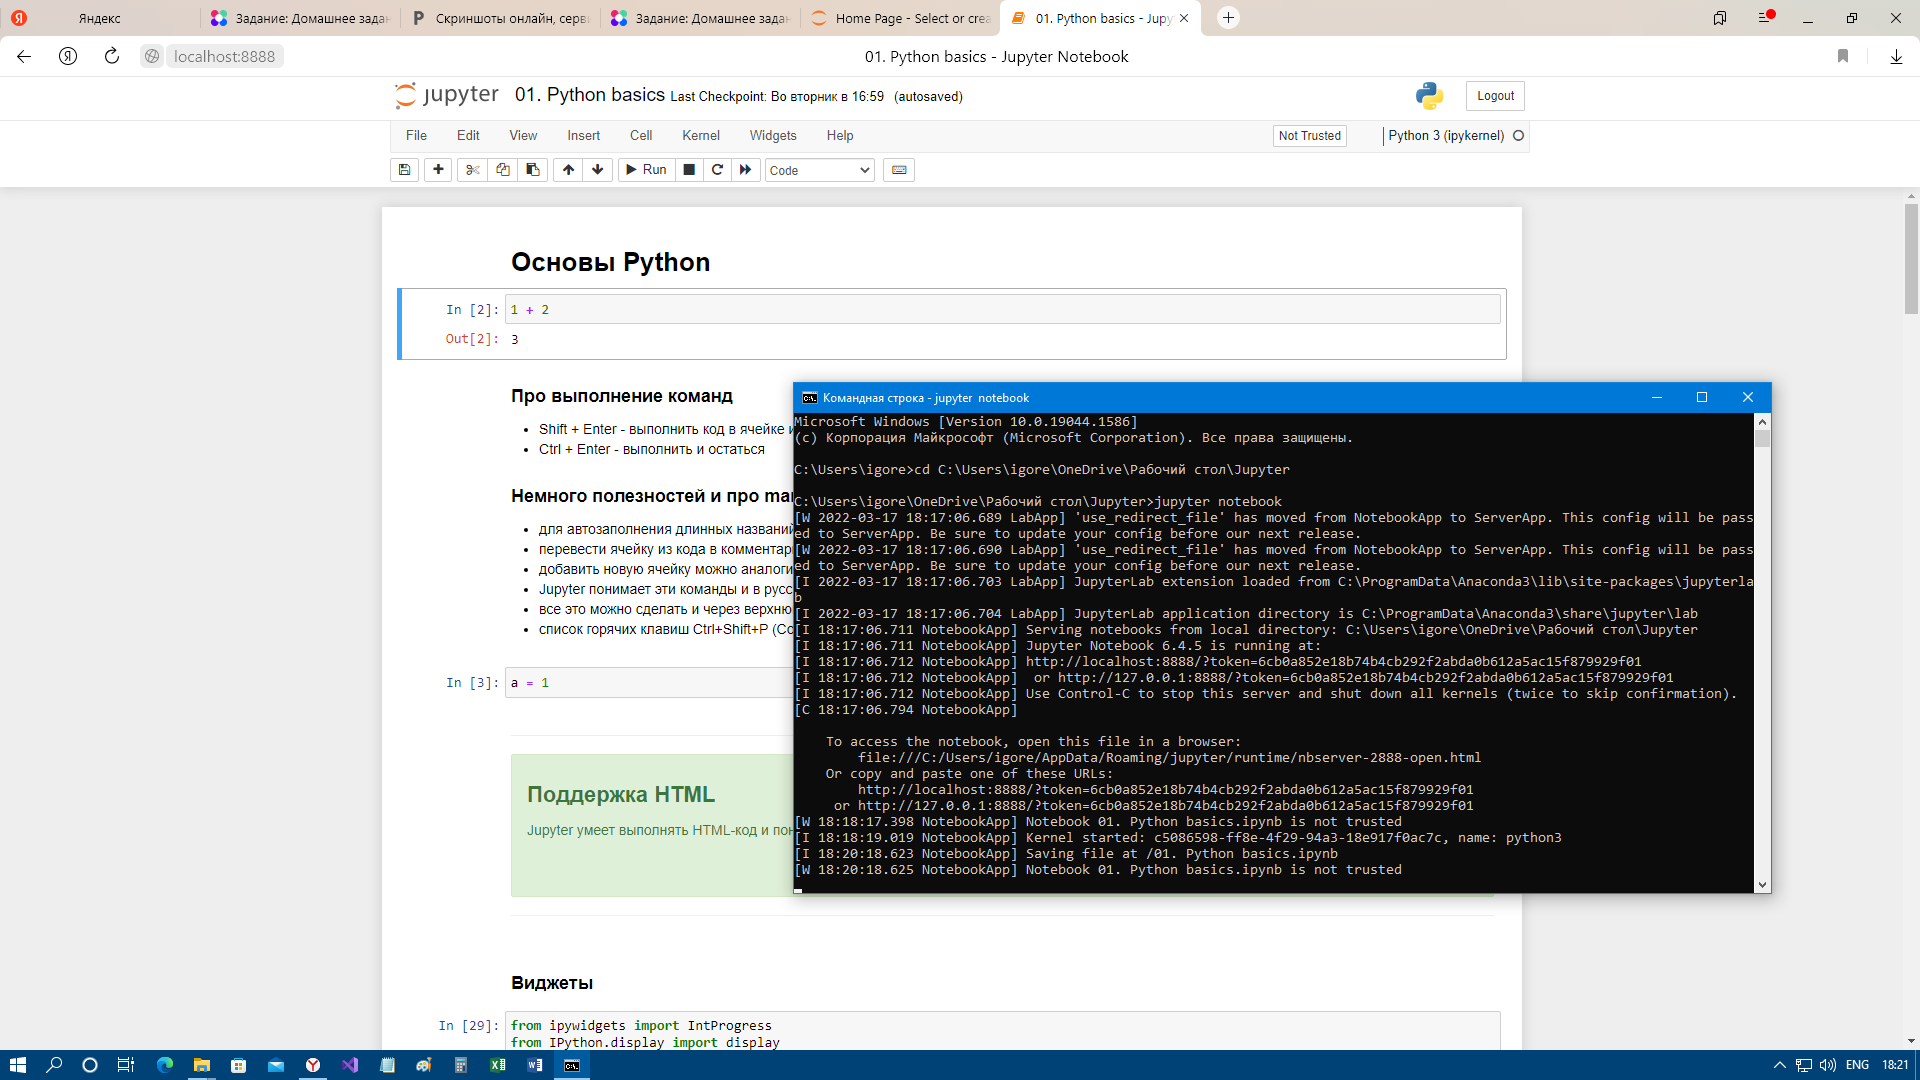 Яндекс
Задание: Домашнее задан
Скриншоты онлайн, серви
Задание: Домашнее задан
Home Page - Select or crea
01. Python basics - Jupy
localhost:8888
01. Python basics - Jupyter Notebook
jupyter 01. Python basics Last Checkpoint: Во вторник в 16:59 (autosaved)
Logout
File Edit View Insert Cell Kernel Widgets Help
Not Trusted
Python 3 (ipykernel)
Run
Code
Основы Python
In [2]: 1 + 2
Out[2]: 3
Про выполнение команд
Shift + Enter - выполнить код в ячейке и
Ctrl + Enter - выполнить и остаться
Немного полезностей и про mar
для автозаполнения длинных названий
перевести ячейку из кода в комментар
добавить новую ячейку можно аналоги
Jupyter понимает эти команды и в русс
все это можно сделать и через верхню
список горячих клавиш Ctrl+Shift+P (Co
In [3]: a = 1
Поддержка HTML
Jupyter умеет выполнять HTML-код и пон
Виджеты
In [29]: from ipywidgets import IntProgress
from IPython.display import display
Командная строка - jupyter notebook
Microsoft Windows [Version 10.0.19044.1586]
(c) Корпорация Майкрософт (Microsoft Corporation). Все права защищены.
C:\Users\igore>cd C:\Users\igore\OneDrive\Рабочий стол\Jupyter
C:\Users\igore\OneDrive\Рабочий стол\Jupyter>jupyter notebook
[W 2022-03-17 18:17:06.689 LabApp] 'use_redirect_file' has moved from NotebookApp to ServerApp. This config will be pass
ed to ServerApp. Be sure to update your config before our next release.
[W 2022-03-17 18:17:06.690 LabApp] 'use_redirect_file' has moved from NotebookApp to ServerApp. This config will be pass
ed to ServerApp. Be sure to update your config before our next release.
[I 2022-03-17 18:17:06.703 LabApp] JupyterLab extension loaded from C:\ProgramData\Anaconda3\lib\site-packages\jupyterla
b
[I 2022-03-17 18:17:06.704 LabApp] JupyterLab application directory is C:\ProgramData\Anaconda3\share\jupyter\lab
[I 18:17:06.711 NotebookApp] Serving notebooks from local directory: C:\Users\igore\OneDrive\Рабочий стол\Jupyter
[I 18:17:06.711 NotebookApp] Jupyter Notebook 6.4.5 is running at:
[I 18:17:06.712 NotebookApp] http://localhost:8888/?token=6cb0a852e18b74b4cb292f2abda0b612a5ac15f879929f01
[I 18:17:06.712 NotebookApp]  or http://127.0.0.1:8888/?token=6cb0a852e18b74b4cb292f2abda0b612a5ac15f879929f01
[I 18:17:06.712 NotebookApp] Use Control-C to stop this server and shut down all kernels (twice to skip confirmation).
[C 18:17:06.794 NotebookApp]
To access the notebook, open this file in a browser:
file:///C:/Users/igore/AppData/Roaming/jupyter/runtime/nbserver-2888-open.html
Or copy and paste one of these URLs:
http://localhost:8888/?token=6cb0a852e18b74b4cb292f2abda0b612a5ac15f879929f01
or http://127.0.0.1:8888/?token=6cb0a852e18b74b4cb292f2abda0b612a5ac15f879929f01
[W 18:18:17.398 NotebookApp] Notebook 01. Python basics.ipynb is not trusted
[I 18:18:19.019 NotebookApp] Kernel started: c5086598-ff8e-4f29-94a3-18e917f0ac7c, name: python3
[I 18:20:18.623 NotebookApp] Saving file at /01. Python basics.ipynb
[W 18:20:18.625 NotebookApp] Notebook 01. Python basics.ipynb is not trusted
ENG
18:21